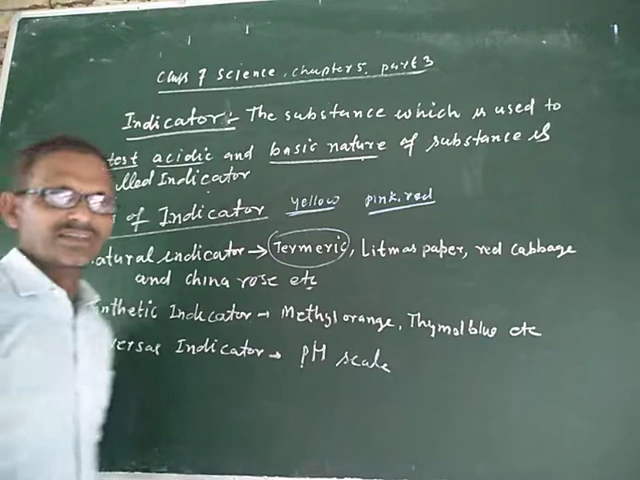 Class 7 Science, chapter 5, part 3
Indicator:- The substance which is used to
test acidic and basic nature of substance is
lled Indicator
of Indicator yellow pink.red
atural indicator → Termeric, Litmas paper, red cabbage
and china rose etc
nthetic Indicator → Methyl orange, Thymol blue etc
versal Indicator → pH scale